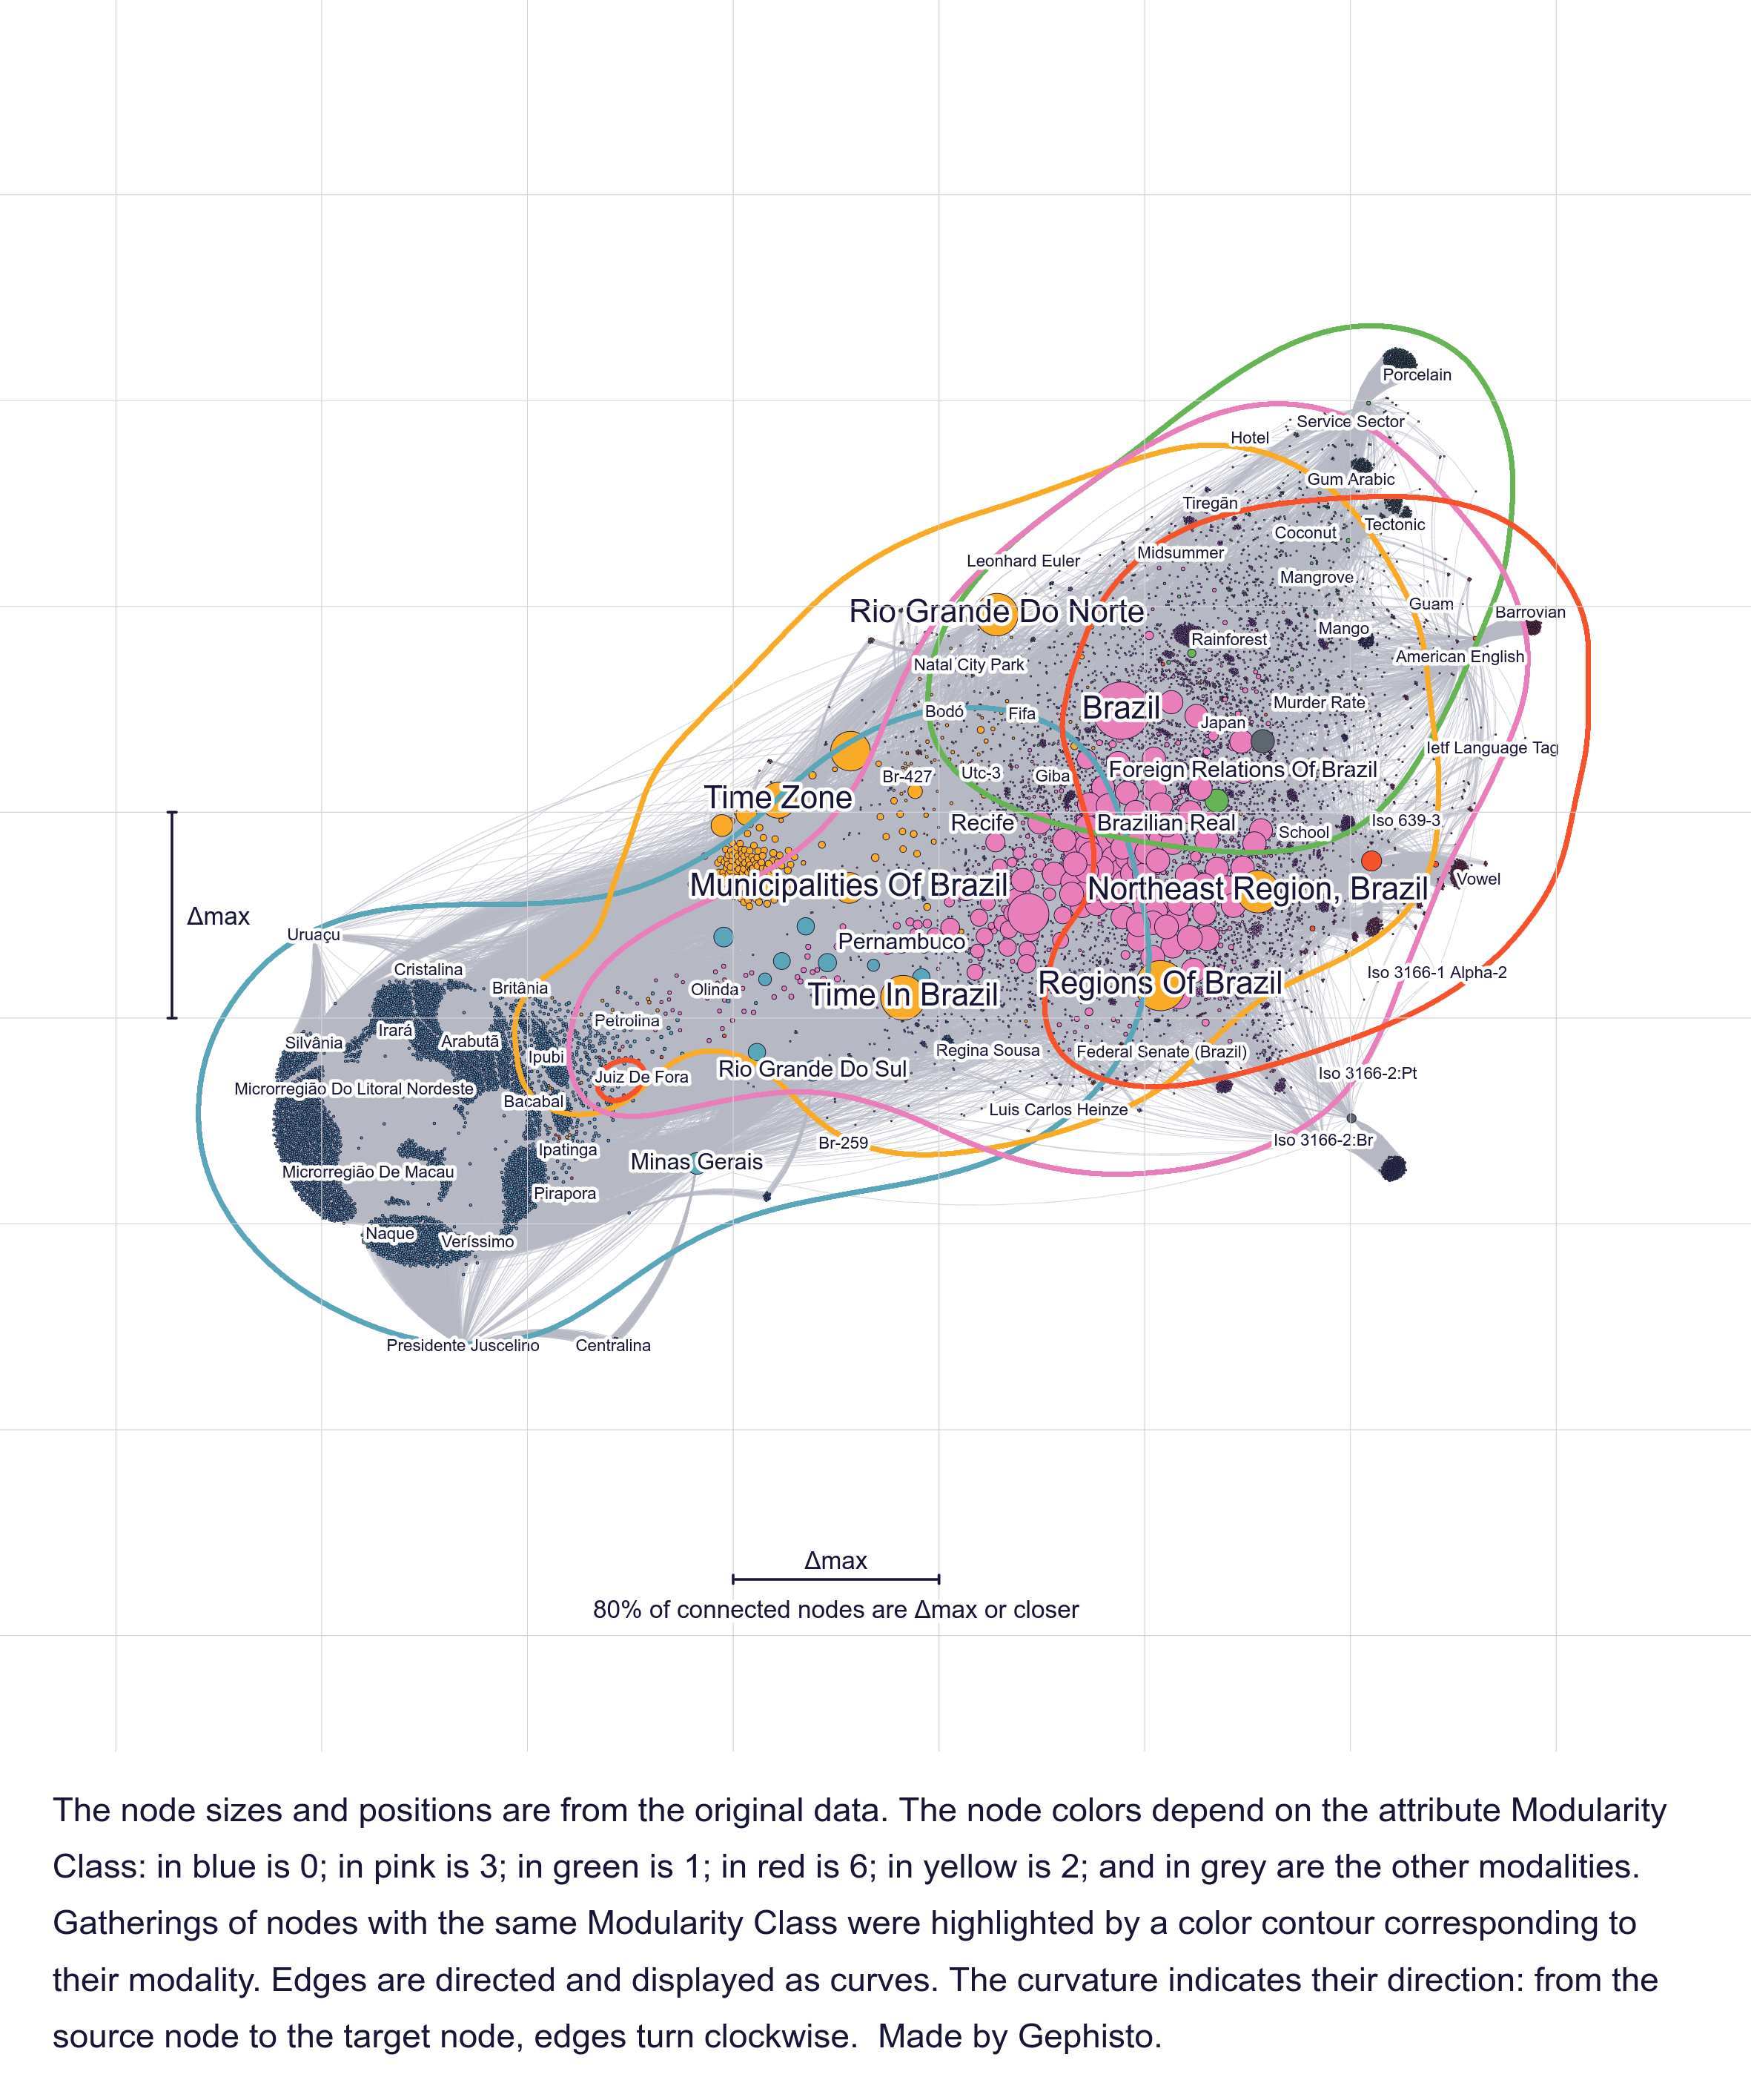 Porcelain
Service Sector
Hotel
Gum Arabic
Tiregān
Tectonic
Coconut
Midsummer
Leonhard Euler
Mangrove
Guam
Rio Grande Do Norte
Barrovian
Mango
Rainforest
American English
Natal City Park
Murder Rate
Brazil
Bodó
Fifa
Japan
Ietf Language Tag
Foreign Relations Of Brazil
Utc-3
Giba
Br-427
Time Zone
Iso 639-3
Recife
Brazilian Real
School
Vowel
Municipalities Of Brazil
Northeast Region, Brazil
Δmax
Uruaçu
Pernambuco
Cristalina
Iso 3166-1 Alpha-2
Regions Of Brazil
Britânia
Olinda
Time In Brazil
Petrolina
Irará
Silvânia
Arabutã
Regina Sousa
Federal Senate (Brazil)
Ipubi
Rio Grande Do Sul
Iso 3166-2:Pt
Juiz De Fora
Microrregião Do Litoral Nordeste
Bacabal
Luis Carlos Heinze
Iso 3166-2:Br
Br-259
Ipatinga
Minas Gerais
Microrregião De Macau
Pirapora
Naque
Veríssimo
Presidente Juscelino
Centralina
Δmax
80% of connected nodes are Δmax or closer
The node sizes and positions are from the original data. The node colors depend on the attribute Modularity
Class: in blue is 0; in pink is 3; in green is 1; in red is 6; in yellow is 2; and in grey are the other modalities.
Gatherings of nodes with the same Modularity Class were highlighted by a color contour corresponding to
their modality. Edges are directed and displayed as curves. The curvature indicates their direction: from the
source node to the target node, edges turn clockwise.  Made by Gephisto.